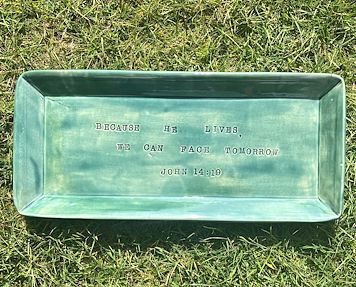 BECAUSE HE LIVES,
WE CAN FACE TOMORROW
JOHN 14:19